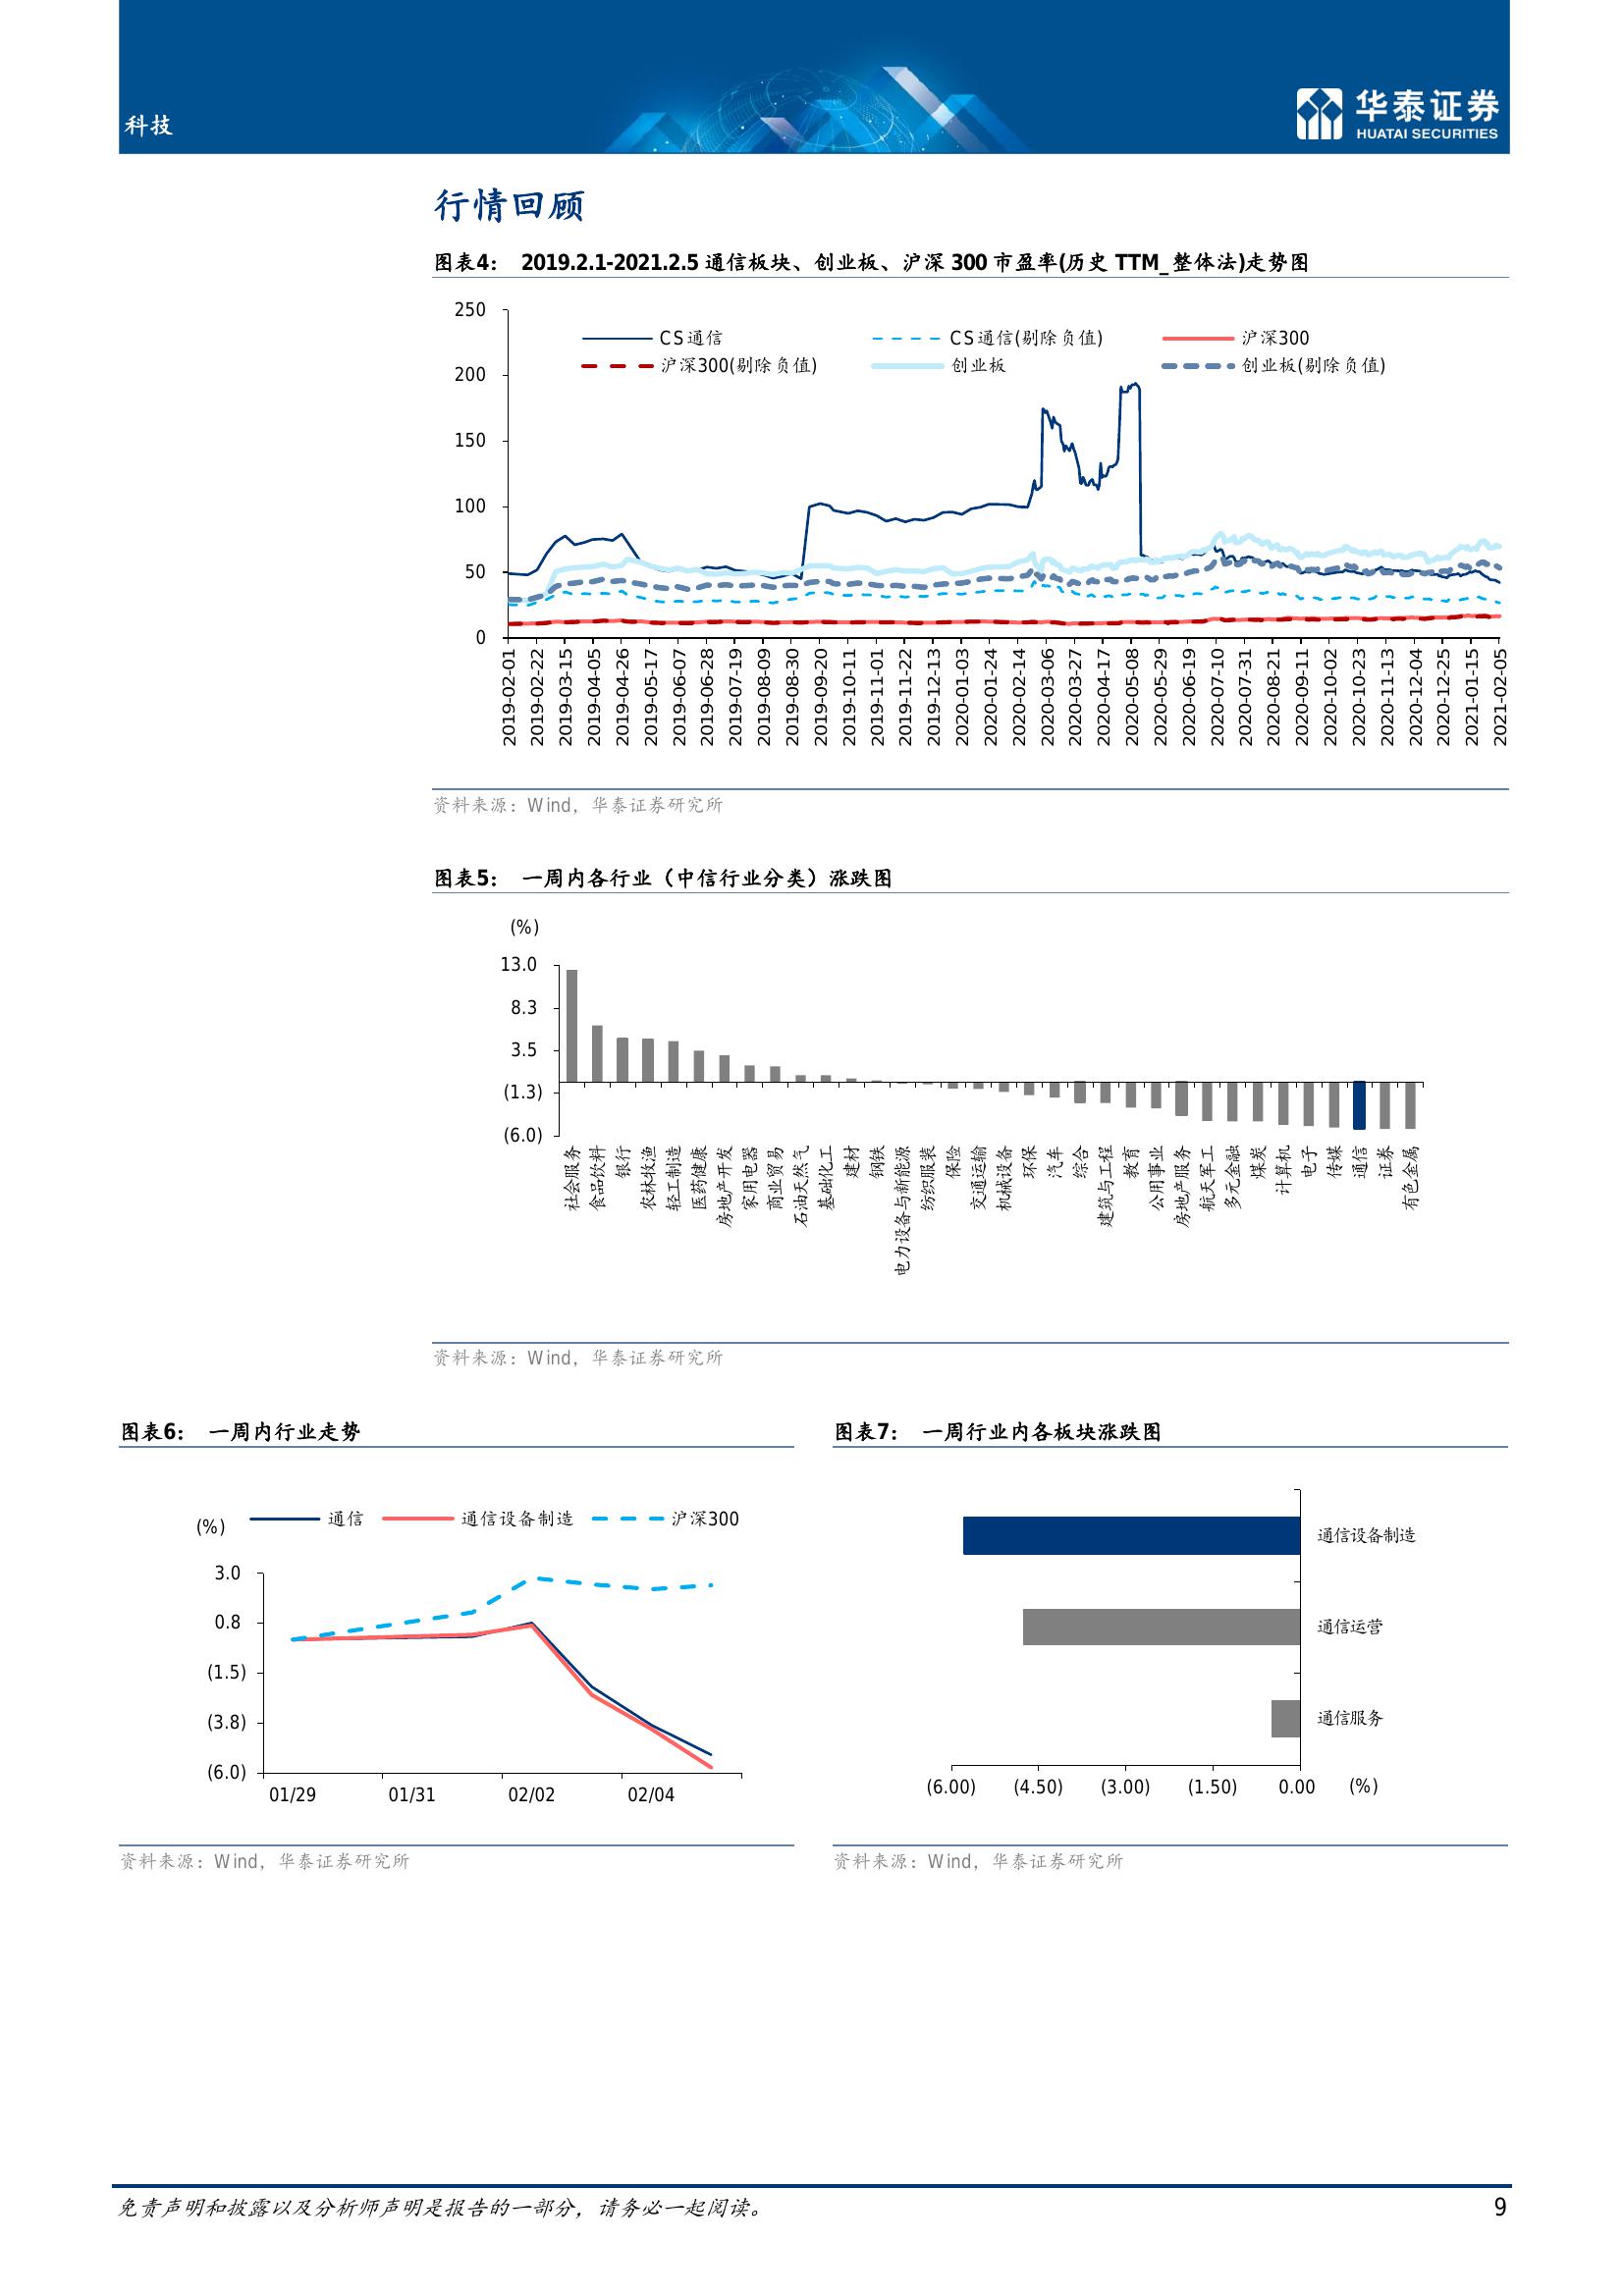 科技
华泰证券
HUATAI SECURITIES
行情回顾
图表4： 2019.2.1-2021.2.5 通信板块、创业板、沪深 300 市盈率(历史 TTM_整体法)走势图
250
200
150
100
50
0
CS通信 CS通信(剔除负值) 沪深300
沪深300(剔除负值) 创业板 创业板(剔除负值)
2019-02-01
2019-02-22
2019-03-15
2019-04-05
2019-04-26
2019-05-17
2019-06-07
2019-06-28
2019-07-19
2019-08-09
2019-08-30
2019-09-20
2019-10-11
2019-11-01
2019-11-22
2019-12-13
2020-01-03
2020-01-24
2020-02-14
2020-03-06
2020-03-27
2020-04-17
2020-05-08
2020-05-29
2020-06-19
2020-07-10
2020-07-31
2020-08-21
2020-09-11
2020-10-02
2020-10-23
2020-11-13
2020-12-04
2020-12-25
2021-01-15
2021-02-05
资料来源：Wind，华泰证券研究所
图表5： 一周内各行业（中信行业分类）涨跌图
(%)
13.0
8.3
3.5
(1.3)
(6.0)
社会服务
食品饮料
银行
农林牧渔
轻工制造
医药健康
房地产开发
家用电器
商业贸易
石油天然气
基础化工
建材
钢铁
电力设备与新能源
纺织服装
保险
交通运输
机械设备
环保
汽车
综合
建筑与工程
教育
公用事业
房地产服务
航天军工
多元金融
煤炭
计算机
电子
传媒
通信
证券
有色金属
资料来源：Wind，华泰证券研究所
图表6： 一周内行业走势
(%)
通信 通信设备制造 沪深300
3.0
0.8
(1.5)
(3.8)
(6.0)
01/29 01/31 02/02 02/04
资料来源：Wind，华泰证券研究所
图表7： 一周行业内各板块涨跌图
通信设备制造
通信运营
通信服务
(6.00) (4.50) (3.00) (1.50) 0.00 (%)
资料来源：Wind，华泰证券研究所
免责声明和披露以及分析师声明是报告的一部分，请务必一起阅读。
9